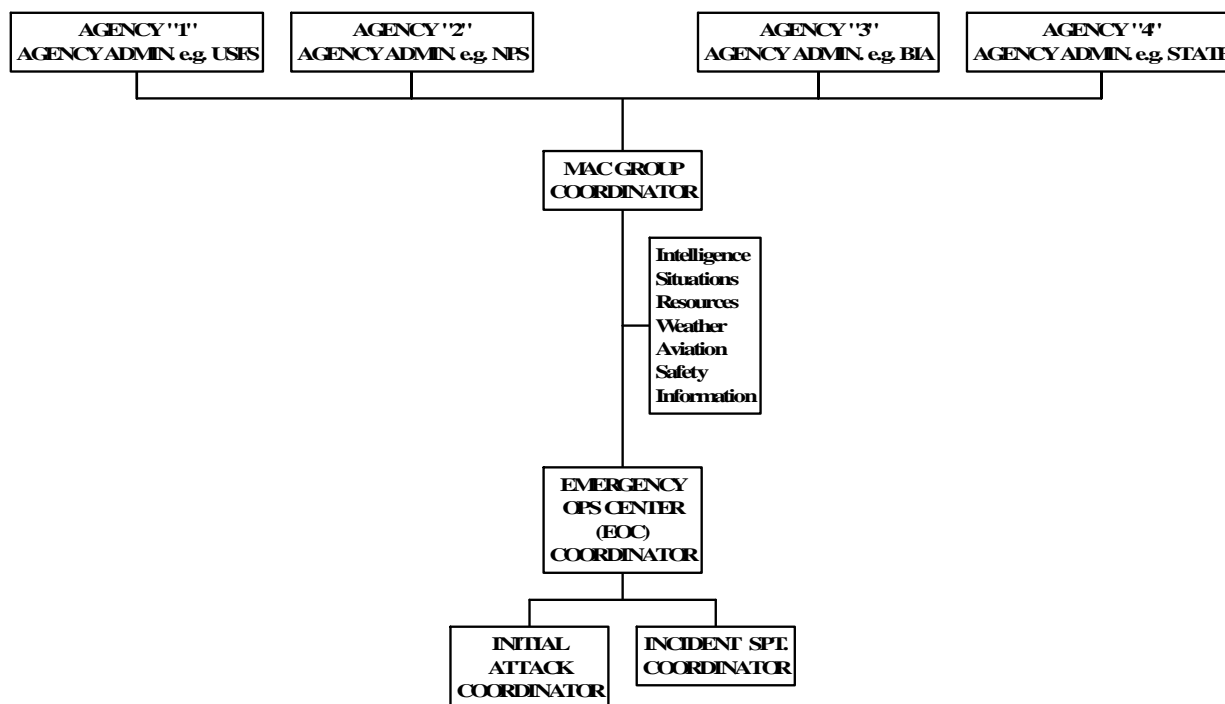 AGENCY "1"
AGENCY ADMIN. e.g. USFS
AGENCY "2"
AGENCY ADMIN. e.g. NPS
AGENCY "3"
AGENCY ADMIN. e.g. BIA
AGENCY "4"
AGENCY ADMIN. e.g. STATE
MAC GROUP
COORDINATOR
Intelligence
Situations
Resources
Weather
Aviation
Safety
Information
EMERGENCY
OPS CENTER
(EOC)
COORDINATOR
INITIAL
ATTACK
COORDINATOR
INCIDENT SPT.
COORDINATOR